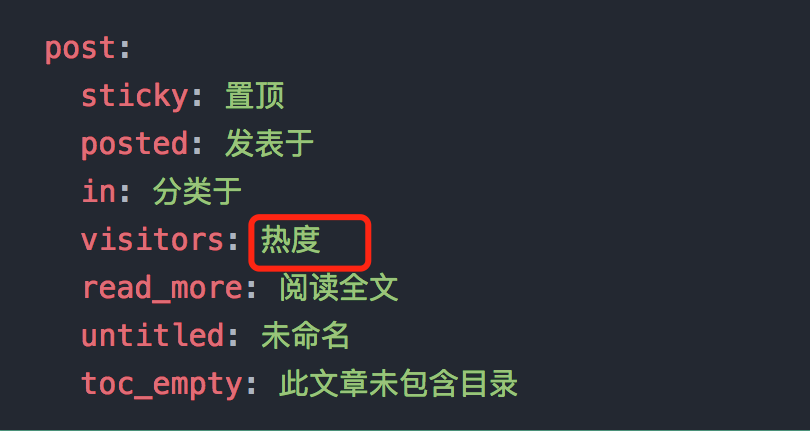 post:
sticky: 置顶
posted: 发表于
in: 分类于
visitors: 热度
read_more: 阅读全文
untitled: 未命名
toc_empty: 此文章未包含目录